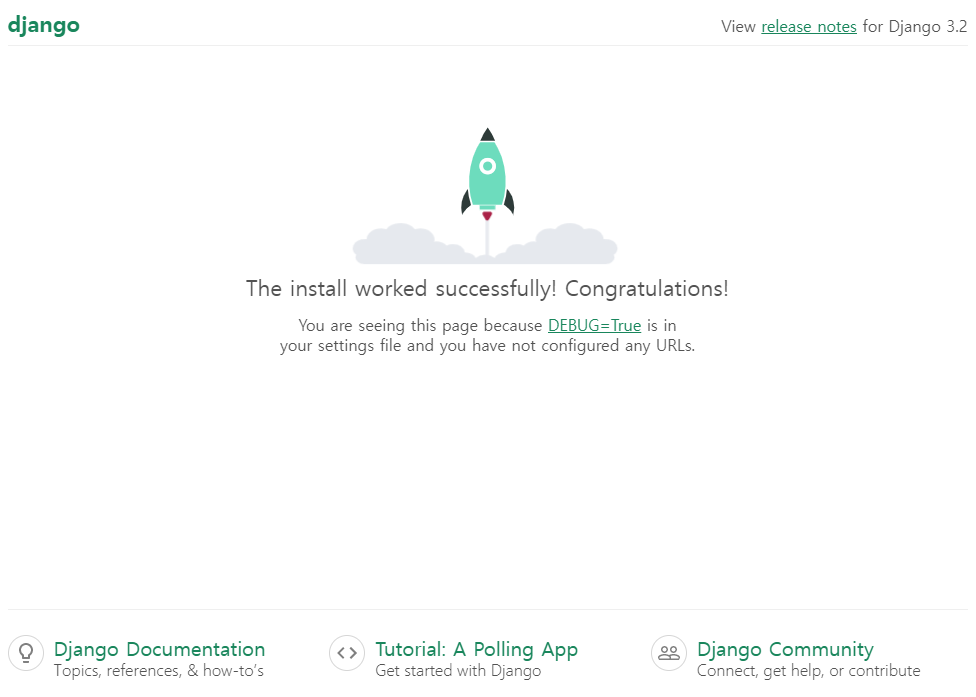 django
View release notes for Django 3.2
The install worked successfully! Congratulations!
You are seeing this page because DEBUG=True is in
your settings file and you have not configured any URLs.
Django Documentation
Topics, references, & how-to's
Tutorial: A Polling App
Get started with Django
Django Community
Connect, get help, or contribute